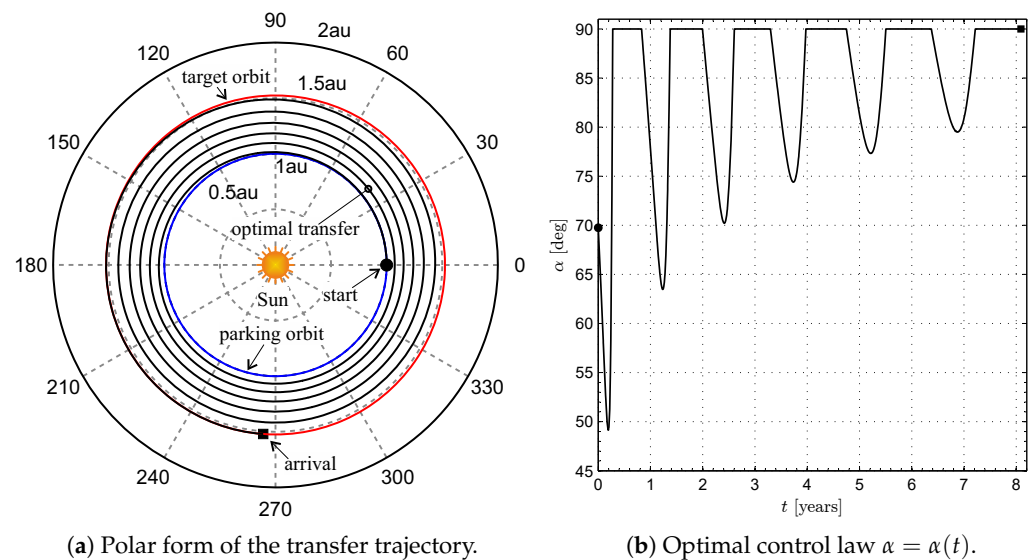 90
120
60
2au
target orbit
1.5au
150
30
1au
0.5au
optimal transfer
180
0
Sun
start
parking orbit
210
330
arrival
240
300
270
(a) Polar form of the transfer trajectory.
90
85
80
75
70
65
60
55
50
45
α [deg]
0 1 2 3 4 5 6 7 8
t [years]
(b) Optimal control law α = α(t).